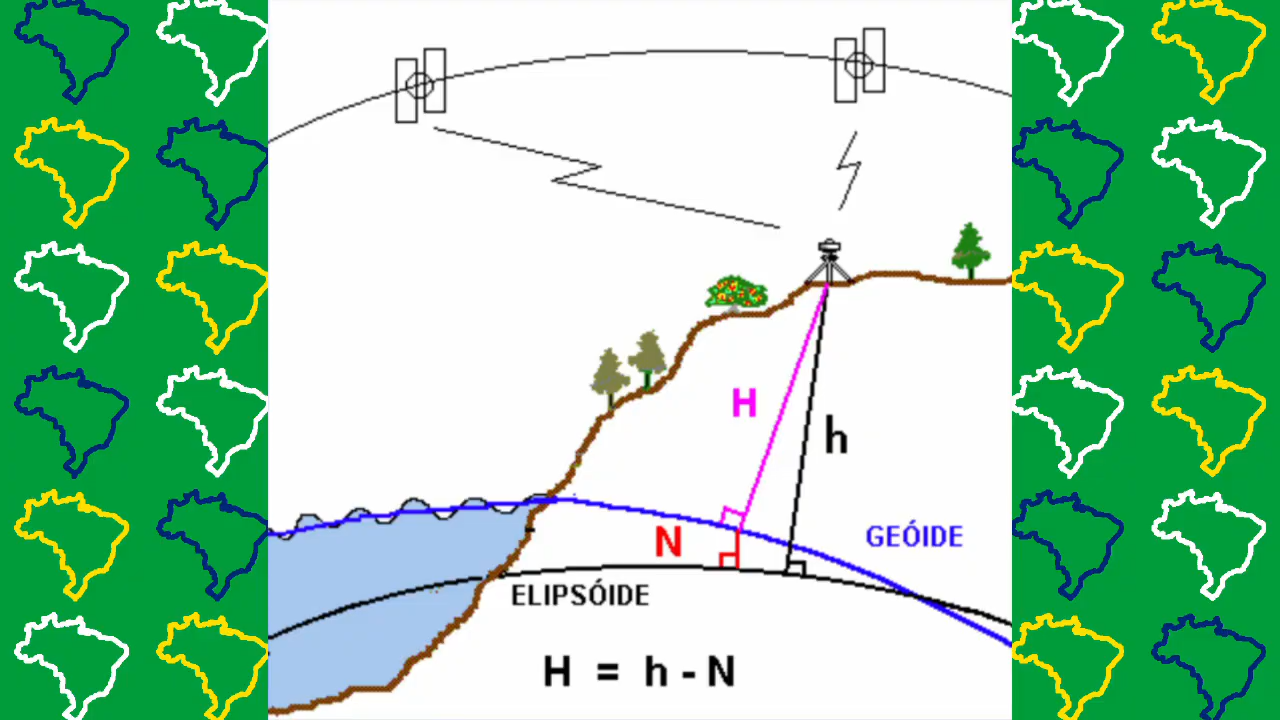 H
h
N
GEÓIDE
ELIPSÓIDE
H = h - N